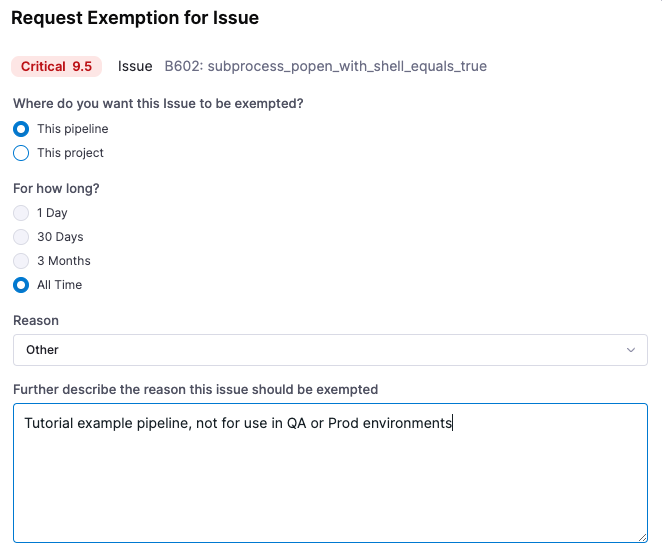 Request Exemption for Issue
Critical 9.5 Issue B602: subprocess_popen_with_shell_equals_true
Where do you want this Issue to be exempted?
This pipeline
This project
For how long?
1 Day
30 Days
3 Months
All Time
Reason
Other
Further describe the reason this issue should be exempted
Tutorial example pipeline, not for use in QA or Prod environments